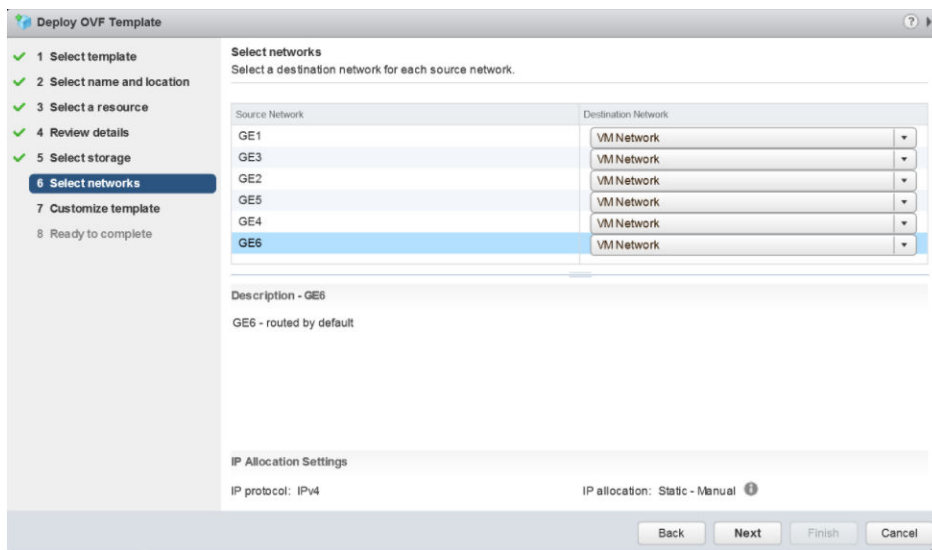 Deploy OVF Template
?
1 Select template
2 Select name and location
3 Select a resource
4 Review details
5 Select storage
6 Select networks
7 Customize template
8 Ready to complete
Select networks
Select a destination network for each source network.
Source Network Destination Network
GE1 VM Network
GE3 VM Network
GE2 VM Network
GE5 VM Network
GE4 VM Network
GE6 VM Network
Description - GE6
GE6 - routed by default
IP Allocation Settings
IP protocol: IPv4 IP allocation: Static - Manual
Back Next Finish Cancel